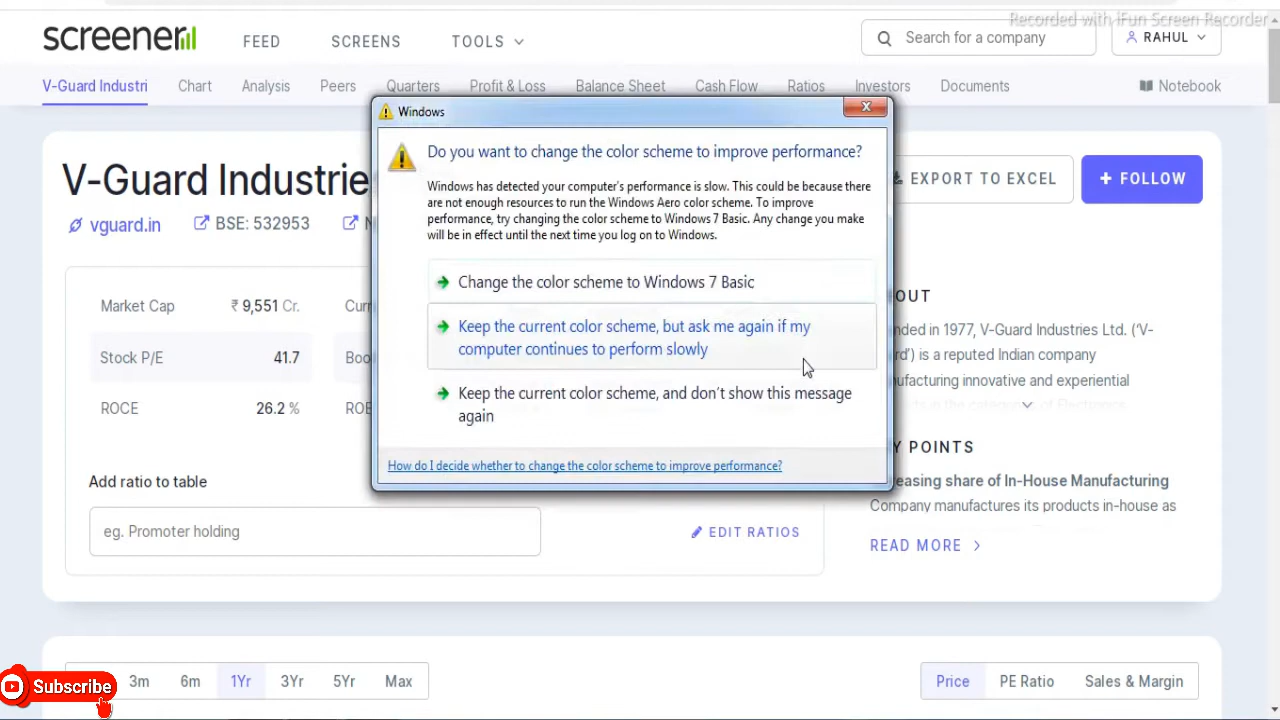 Recorded with iFun Screen Recorder
screener
FEED
SCREENS
TOOLS
Search for a company
RAHUL
V-Guard Industri
Chart
Analysis
Peers
Quarters
Profit & Loss
Balance Sheet
Cash Flow
Ratios
Investors
Documents
Notebook
Windows
X
Do you want to change the color scheme to improve performance?
Windows has detected your computer's performance is slow. This could be because there
are not enough resources to run the Windows Aero color scheme. To improve
performance, try changing the color scheme to Windows 7 Basic. Any change you make
will be in effect until the next time you log on to Windows.
Change the color scheme to Windows 7 Basic
Keep the current color scheme, but ask me again if my
computer continues to perform slowly
Keep the current color scheme, and don't show this message
again
How do I decide whether to change the color scheme to improve performance?
V-Guard Industrie
EXPORT TO EXCEL
+ FOLLOW
vguard.in
BSE: 532953
N
Market Cap
₹ 9,551 Cr.
Curr
Stock P/E
41.7
Boo
ROCE
26.2 %
ROE
Add ratio to table
eg. Promoter holding
EDIT RATIOS
OUT
nded in 1977, V-Guard Industries Ltd. ('V-
rd') is a reputed Indian company
ufacturing innovative and experiential
Y POINTS
reasing share of In-House Manufacturing
Company manufactures its products in-house as
READ MORE
3m
6m
1Yr
3Yr
5Yr
Max
Price
PE Ratio
Sales & Margin
Subscribe